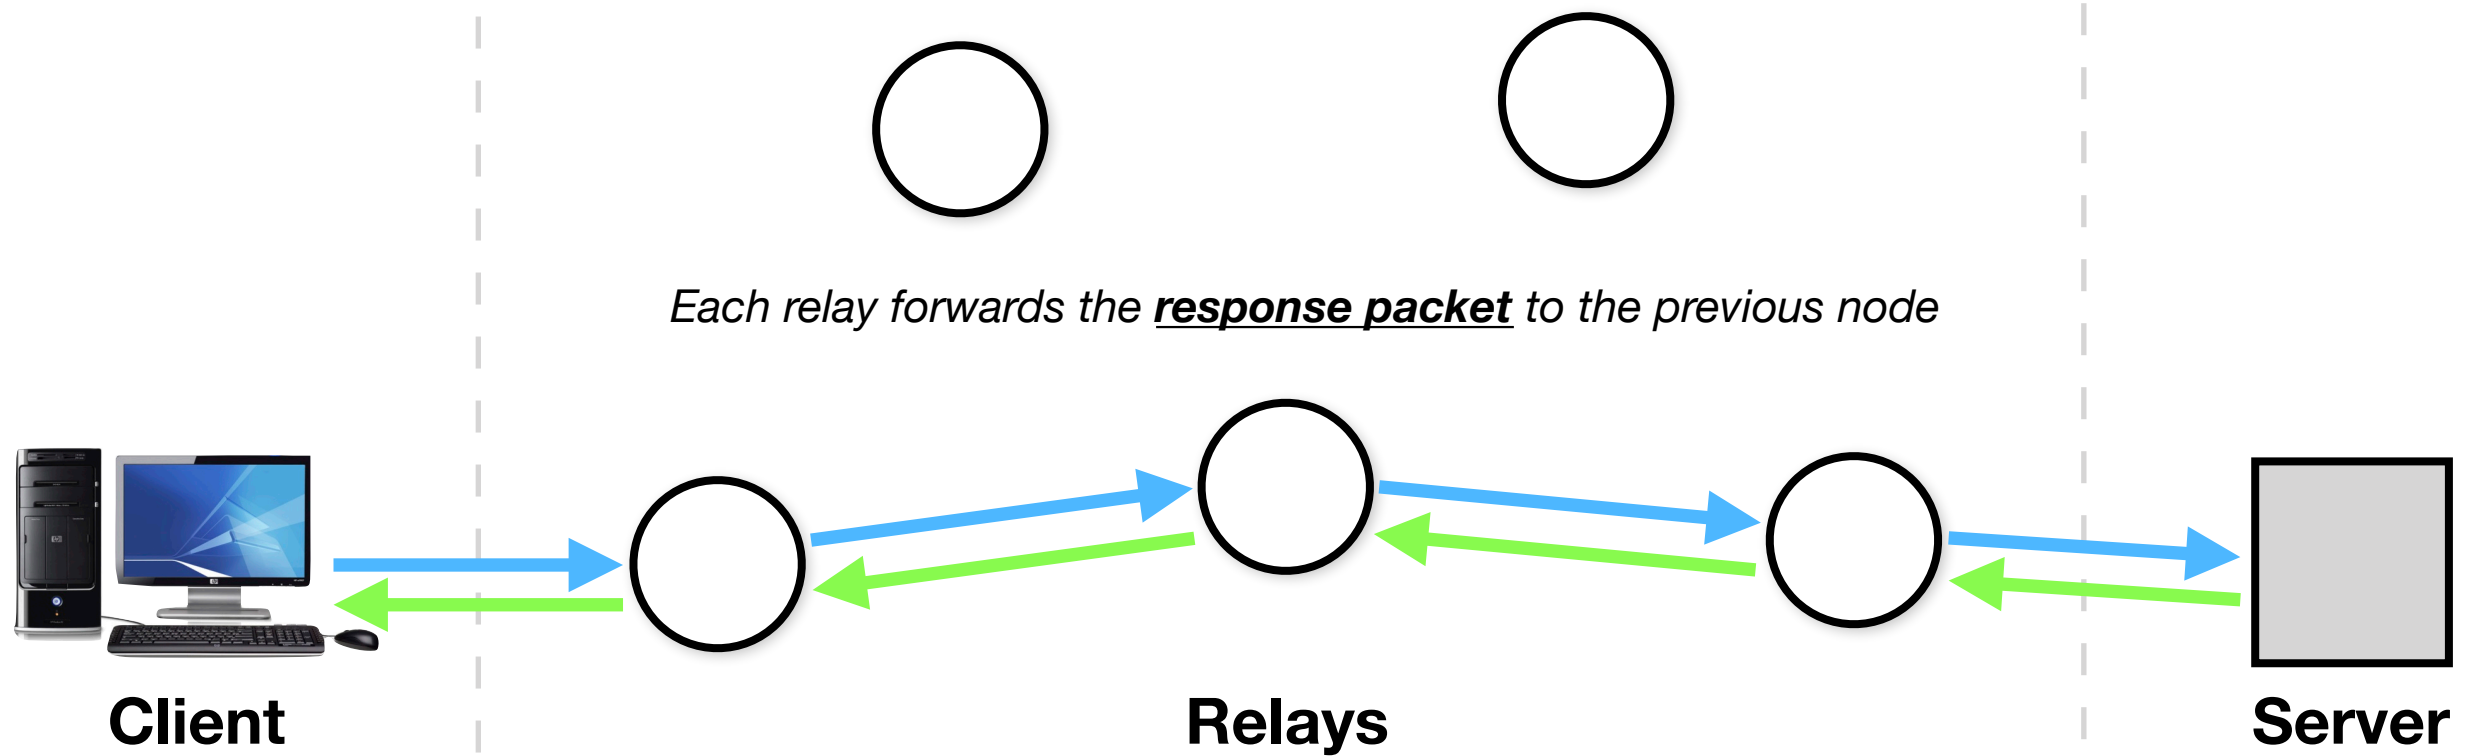 Each relay forwards the response packet to the previous node
Client
Relays
Server